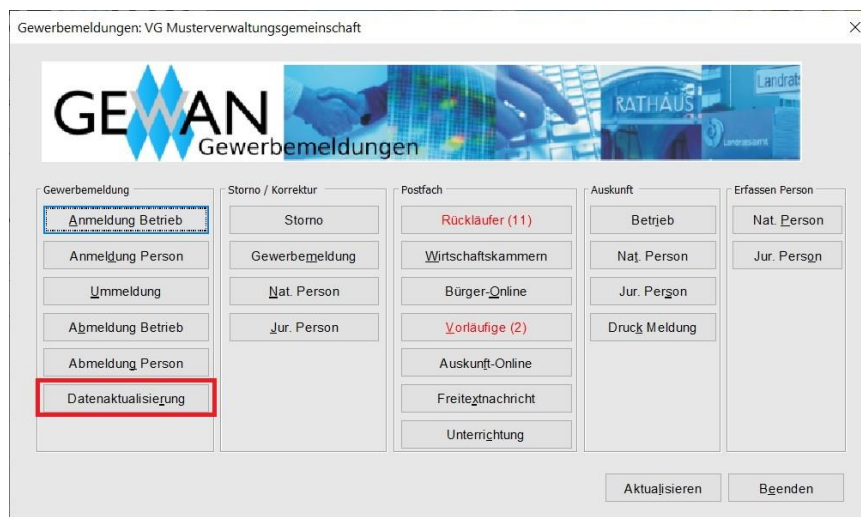 Gewerbemeldungen: VG Musterverwaltungsgemeinschaft
GEWAN
Gewerbemeldungen
RATHAUS
Landrats
Landratsamt
Gewerbemeldung
Anmeldung Betrieb
Anmeldung Person
Ummeldung
Abmeldung Betrieb
Abmeldung Person
Datenaktualisierung
Storno / Korrektur
Storno
Gewerbemeldung
Nat. Person
Jur. Person
Postfach
Rückläufer (11)
Wirtschaftskammern
Bürger-Online
Vorläufige (2)
Auskunft-Online
Freitextnachricht
Unterrichtung
Auskunft
Betrieb
Nat. Person
Jur. Person
Druck Meldung
Erfassen Person
Nat. Person
Jur. Person
Aktualisieren
Beenden